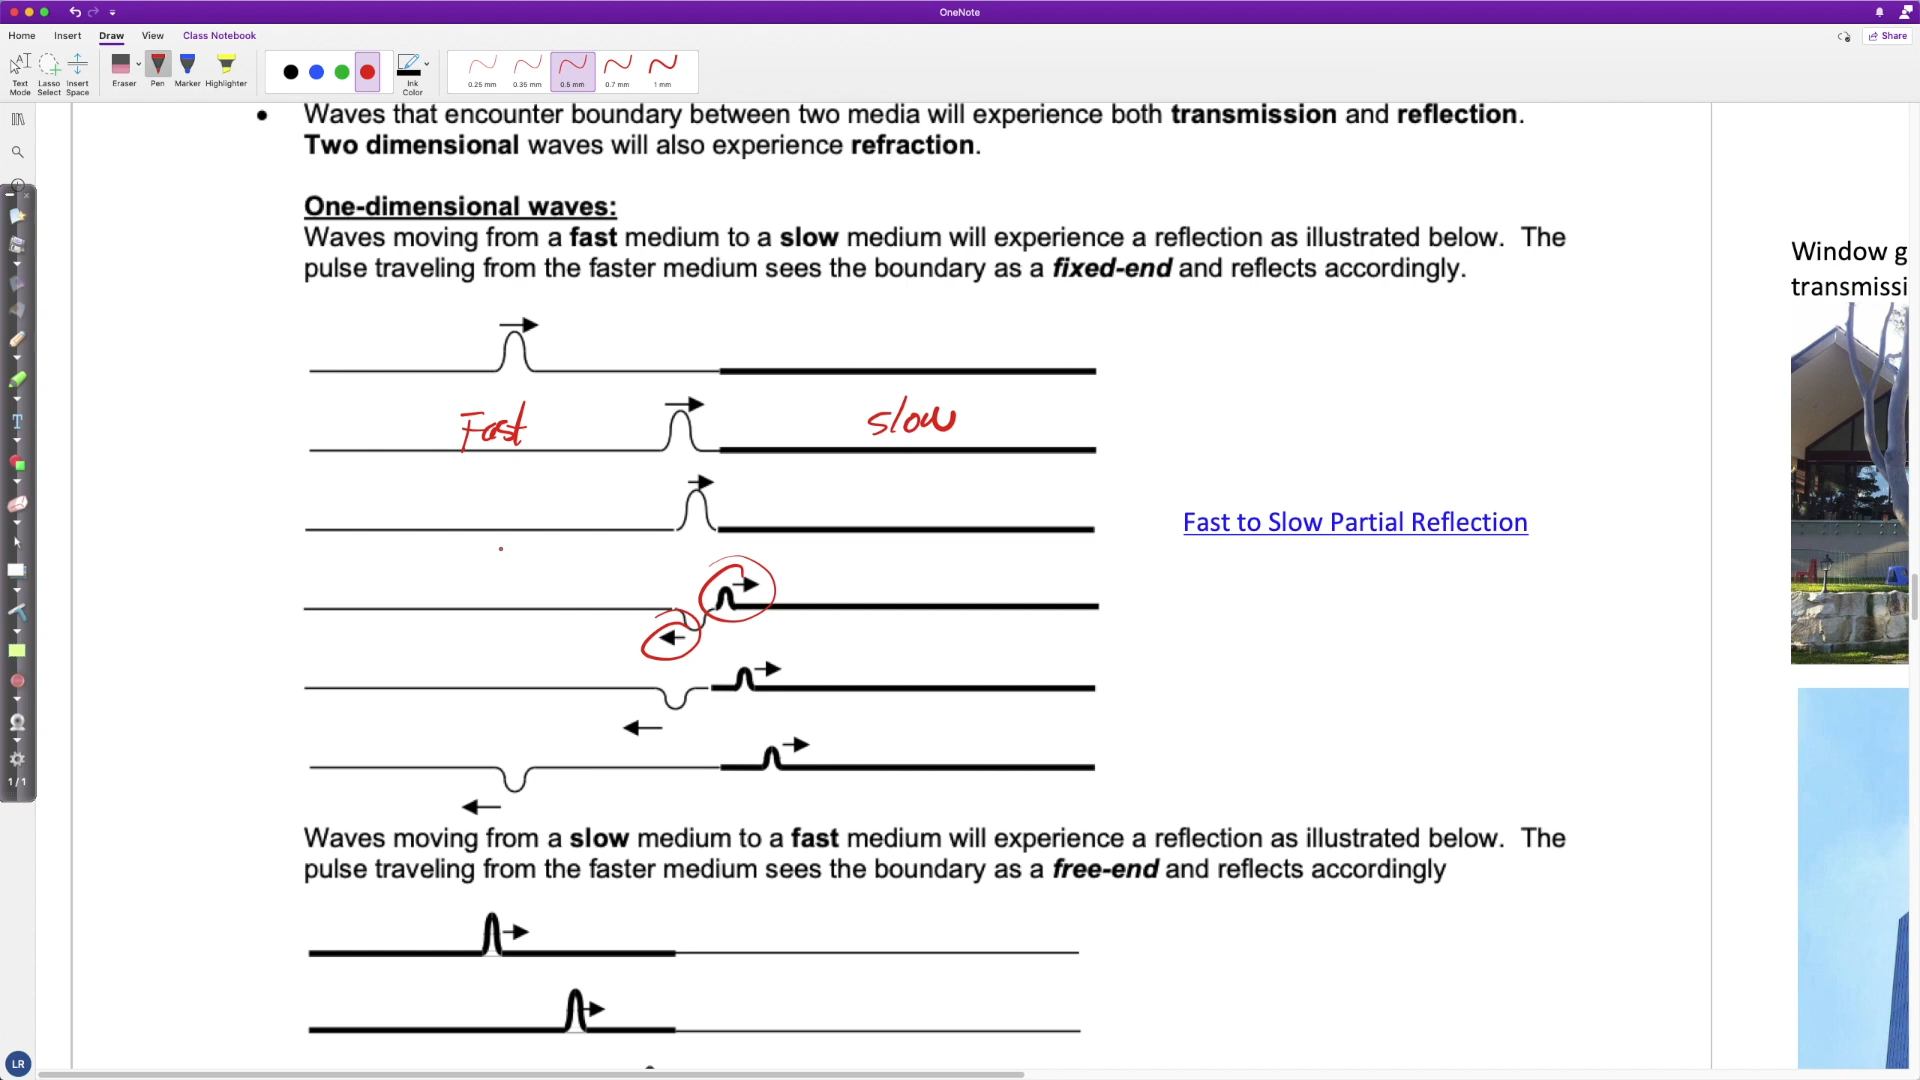 OneNote
Home Insert Draw View Class Notebook
Share
Text Mode
Lasso Select
Insert Space
Eraser
Pen
Marker
Highlighter
Ink Color
0.25 mm
0.35 mm
0.5 mm
0.7 mm
1 mm
• Waves that encounter boundary between two media will experience both transmission and reflection.
Two dimensional waves will also experience refraction.
One-dimensional waves:
Waves moving from a fast medium to a slow medium will experience a reflection as illustrated below. The
pulse traveling from the faster medium sees the boundary as a fixed-end and reflects accordingly.
Window g
transmissi
Fast
slow
Fast to Slow Partial Reflection
1/1
Waves moving from a slow medium to a fast medium will experience a reflection as illustrated below. The
pulse traveling from the faster medium sees the boundary as a free-end and reflects accordingly
LR